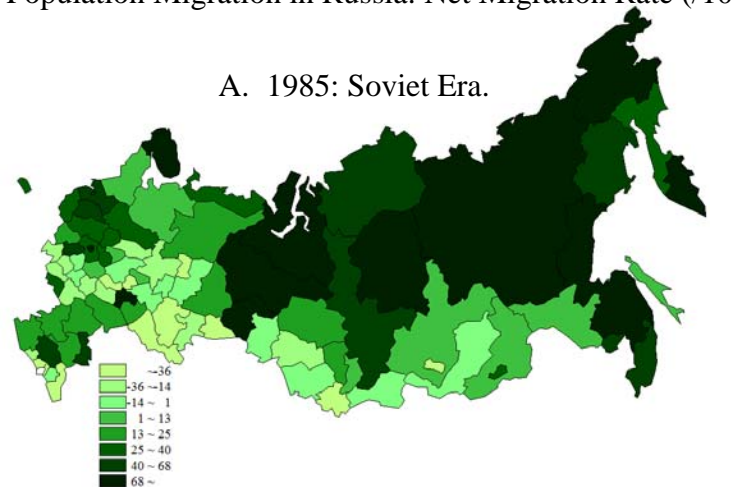 Population Migration in Russia: Net Migration Rate (/10
A. 1985: Soviet Era.
~-36
-36 ~-14
-14 ~ 1
1 ~ 13
13 ~ 25
25 ~ 40
40 ~ 68
68 ~